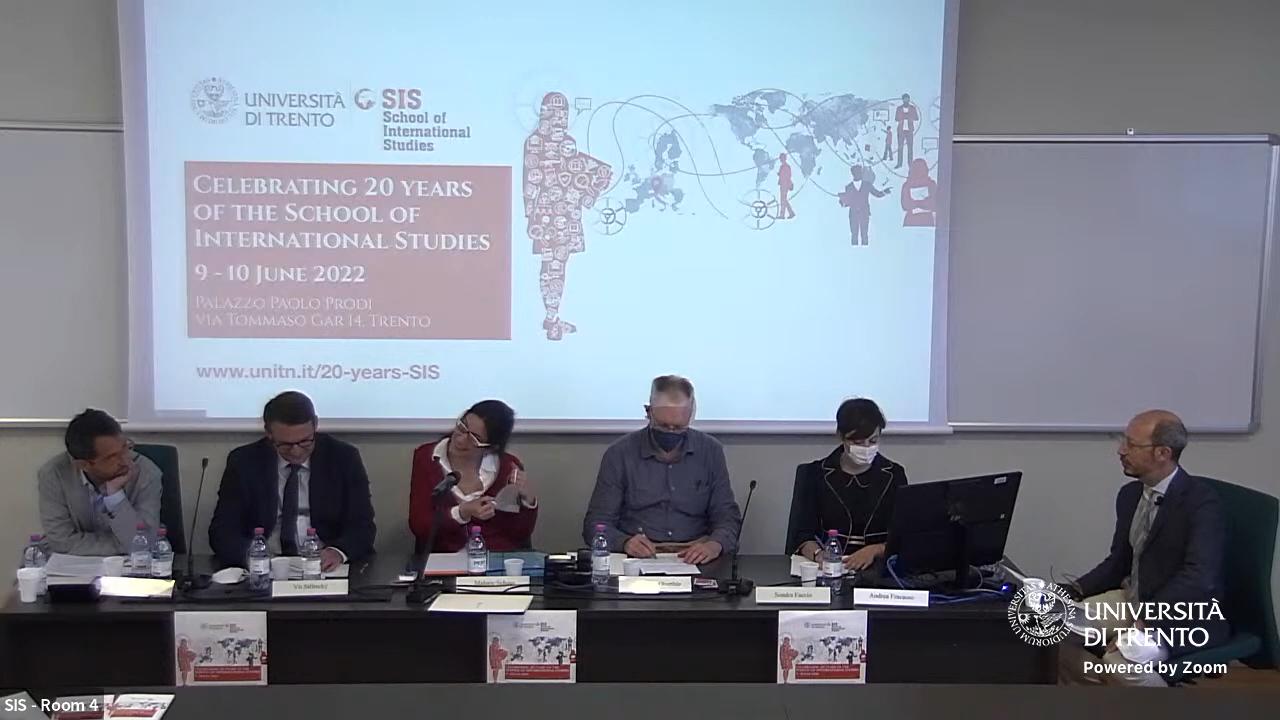 UNIVERSITÀ
DI TRENTO
SIS
School of
International
Studies
CELEBRATING 20 YEARS
OF THE SCHOOL OF
INTERNATIONAL STUDIES
9 - 10 JUNE 2022
PALAZZO PAOLO PRODI
VIA TOMMASO GAR 14, TRENTO
www.unitn.it/20-years-SIS
Sondra Faccio
Andrea Fracasso
UNIVERSITÀ
DI TRENTO
Powered by Zoom
SIS - Room 4